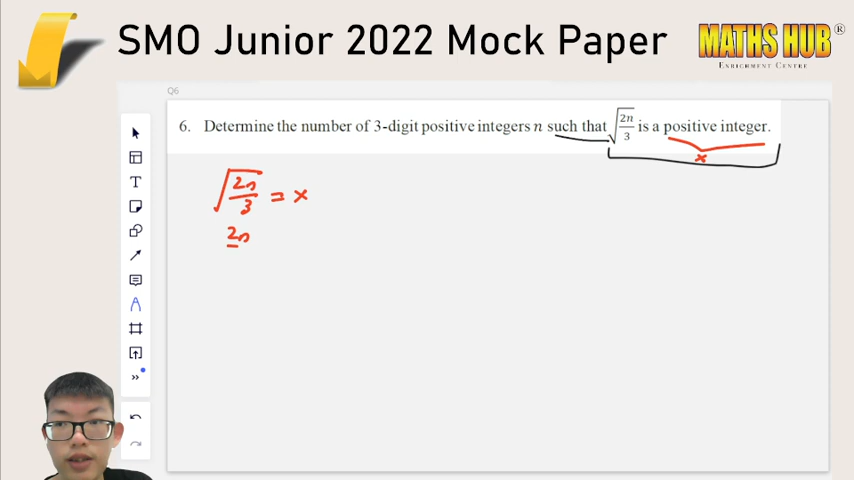 SMO Junior 2022 Mock Paper
MATHS HUB®
ENRICHMENT CENTRE
Q6
6. Determine the number of 3-digit positive integers n such that √(2n/3) is a positive integer.
x
√(2n/3) = x
2n
T